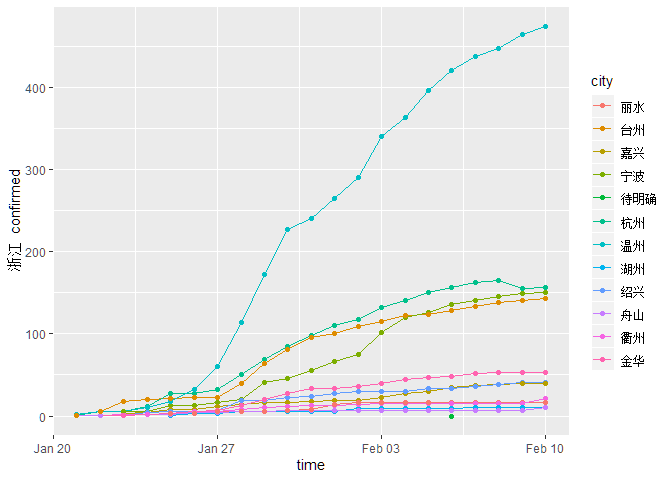 400
300
200
100
0
浙江 confirmed
Jan 20
Jan 27
Feb 03
Feb 10
time
city
丽水
台州
嘉兴
宁波
待明确
杭州
温州
湖州
绍兴
舟山
衢州
金华